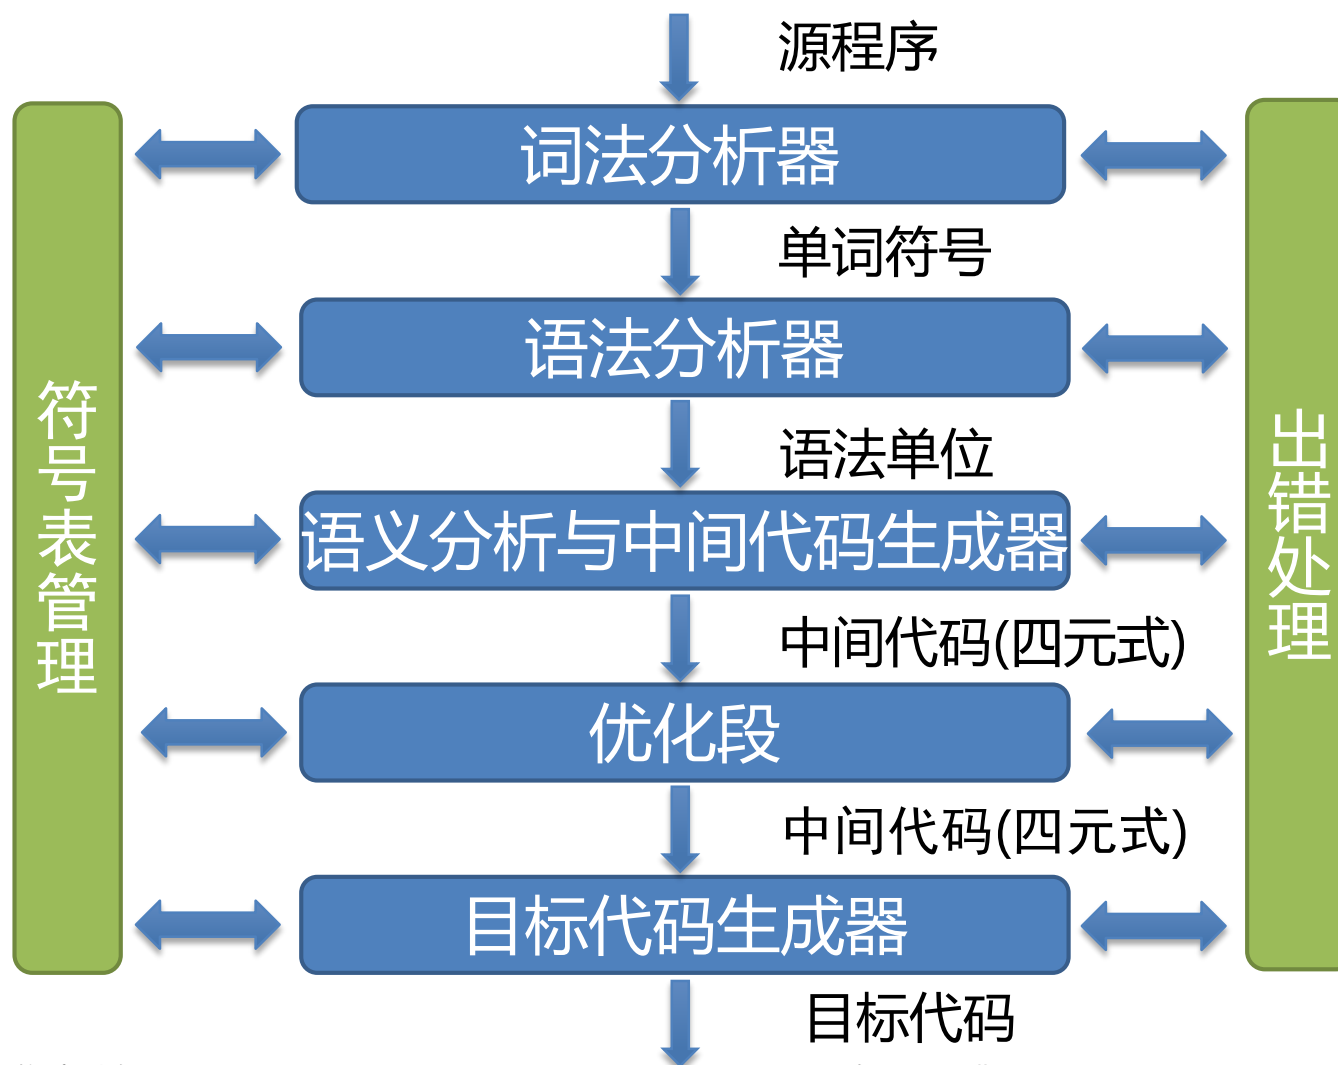 源程序
词法分析器
单词符号
语法分析器
语法单位
语义分析与中间代码生成器
中间代码(四元式)
优化段
中间代码(四元式)
目标代码生成器
目标代码
符号表管理
出错处理